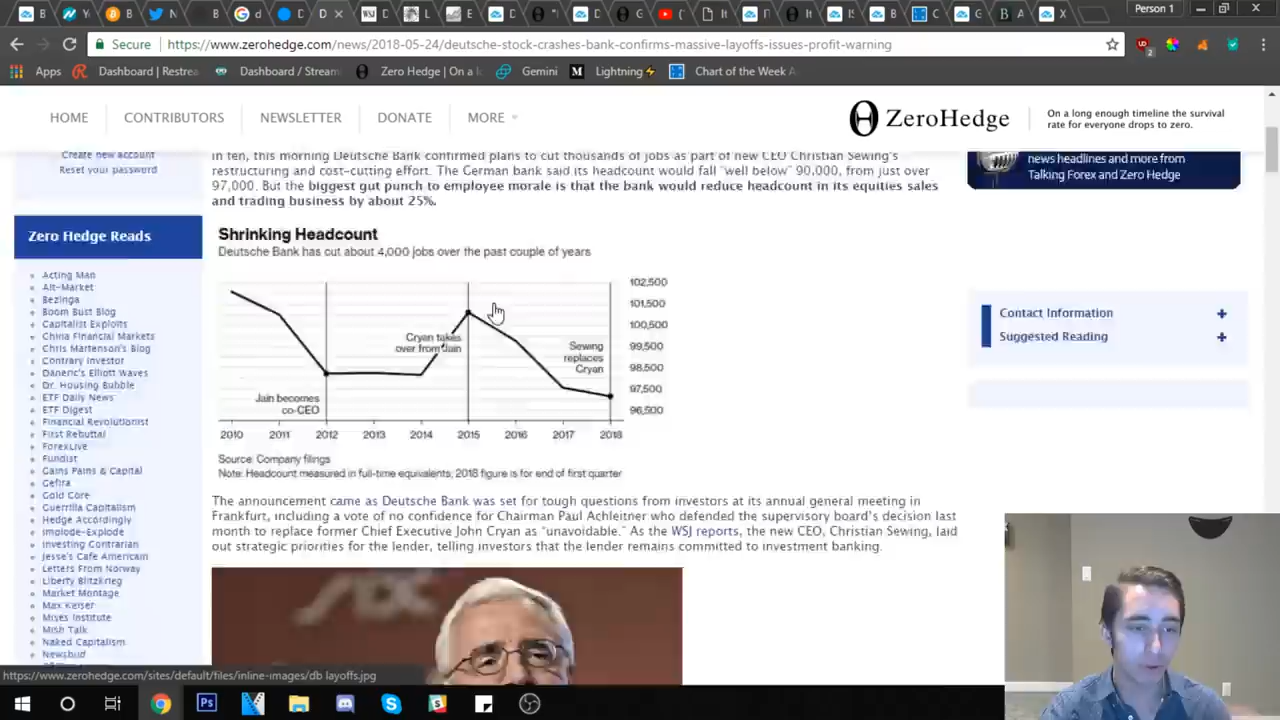 B
Y
B
N
B
G d
D
D
WSJ D
L
E
D
"
D
G
(
It
D
It
IS
B
C
G
A
X
Person 1
Secure
https://www.zerohedge.com/news/2018-05-24/deutsche-stock-crashes-bank-confirms-massive-layoffs-issues-profit-warning
2
Apps
Dashboard | Restrea
Dashboard / Stream
Zero Hedge | On a l
Gemini
M Lightning⚡
Chart of the Week A
HOME
CONTRIBUTORS
NEWSLETTER
DONATE
MORE
ZeroHedge
On a long enough timeline the survival
rate for everyone drops to zero.
Create new account
Reset your password
in ten, this morning Deutsche Bank confirmed plans to cut thousands of jobs as part of new CEO Christian Sewing's
restructuring and cost-cutting effort. The German bank said its headcount would fall "well below" 90,000, from just over
97,000. But the biggest gut punch to employee morale is that the bank would reduce headcount in its equities sales
and trading business by about 25%.
news headlines and more from
Talking Forex and Zero Hedge
Zero Hedge Reads
Acting Man
Alt-Market
Bezinga
Boom Bust Blog
Capitalist Exploits
China Financial Markets
Chris Martenson's Blog
Contrary Investor
Daneric's Elliott Waves
Dr. Housing Bubble
ETF Daily News
ETF Digest
Financial Revolutionist
First Rebuttal
ForexLive
Fundist
Gains Pains & Capital
Gefira
Gold Core
Guerrilla Capitalism
Hedge Accordingly
Implode-Explode
Investing Contrarian
Jesse's Cafe Americain
Letters From Norway
Liberty Blitzkrieg
Market Montage
Max Keiser
Mises Institute
Mish Talk
Naked Capitalism
Newsbud
Shrinking Headcount
Deutsche Bank has cut about 4,000 jobs over the past couple of years
102,500
101,500
100,500
99,500
98,500
97,500
96,500
Cryan takes
over from Jain
Sewing
replaces
Cryan
Jain becomes
co-CEO
2010 2011 2012 2013 2014 2015 2016 2017 2018
Source: Company filings
Note: Headcount measured in full-time equivalents; 2018 figure is for end of first quarter
Contact Information +
Suggested Reading +
The announcement came as Deutsche Bank was set for tough questions from investors at its annual general meeting in
Frankfurt, including a vote of no confidence for Chairman Paul Achleitner who defended the supervisory board's decision last
month to replace former Chief Executive John Cryan as "unavoidable." As the WSJ reports, the new CEO, Christian Sewing, laid
out strategic priorities for the lender, telling investors that the lender remains committed to investment banking.
https://www.zerohedge.com/sites/default/files/inline-images/db layoffs.jpg
Ps